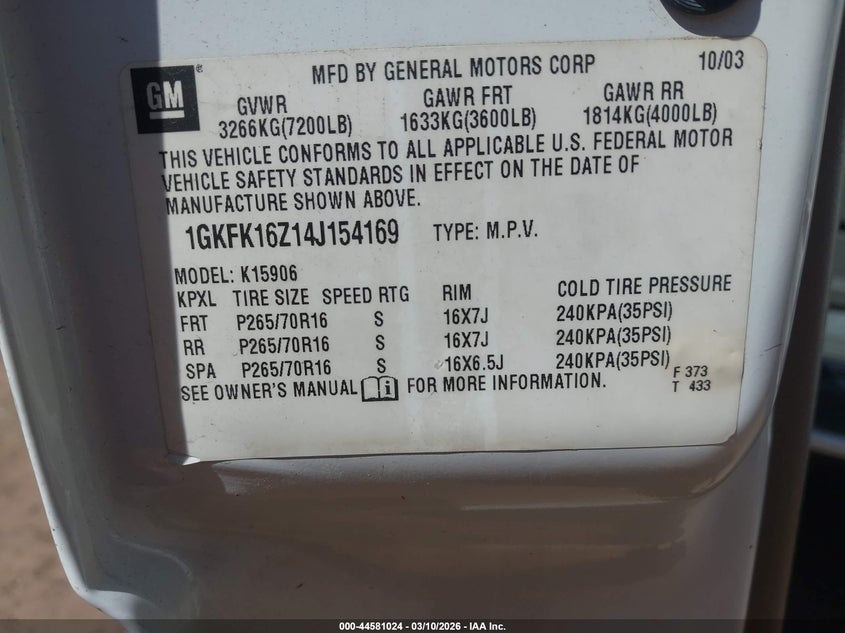 GM ®
MFD BY GENERAL MOTORS CORP 10/03
GVWR GAWR FRT GAWR RR
3266KG(7200LB) 1633KG(3600LB) 1814KG(4000LB)
THIS VEHICLE CONFORMS TO ALL APPLICABLE U.S. FEDERAL MOTOR
VEHICLE SAFETY STANDARDS IN EFFECT ON THE DATE OF
MANUFACTURE SHOWN ABOVE.
1GKFK16Z14J154169 TYPE: M.P.V.
MODEL: K15906
KPXL TIRE SIZE SPEED RTG RIM COLD TIRE PRESSURE
FRT P265/70R16 S 16X7J 240KPA(35PSI)
RR P265/70R16 S 16X7J 240KPA(35PSI)
SPA P265/70R16 S 16X6.5J 240KPA(35PSI)
SEE OWNER'S MANUAL i FOR MORE INFORMATION.
F 373
T 433
000-44581024 — 03/10/2026 — IAA Inc.